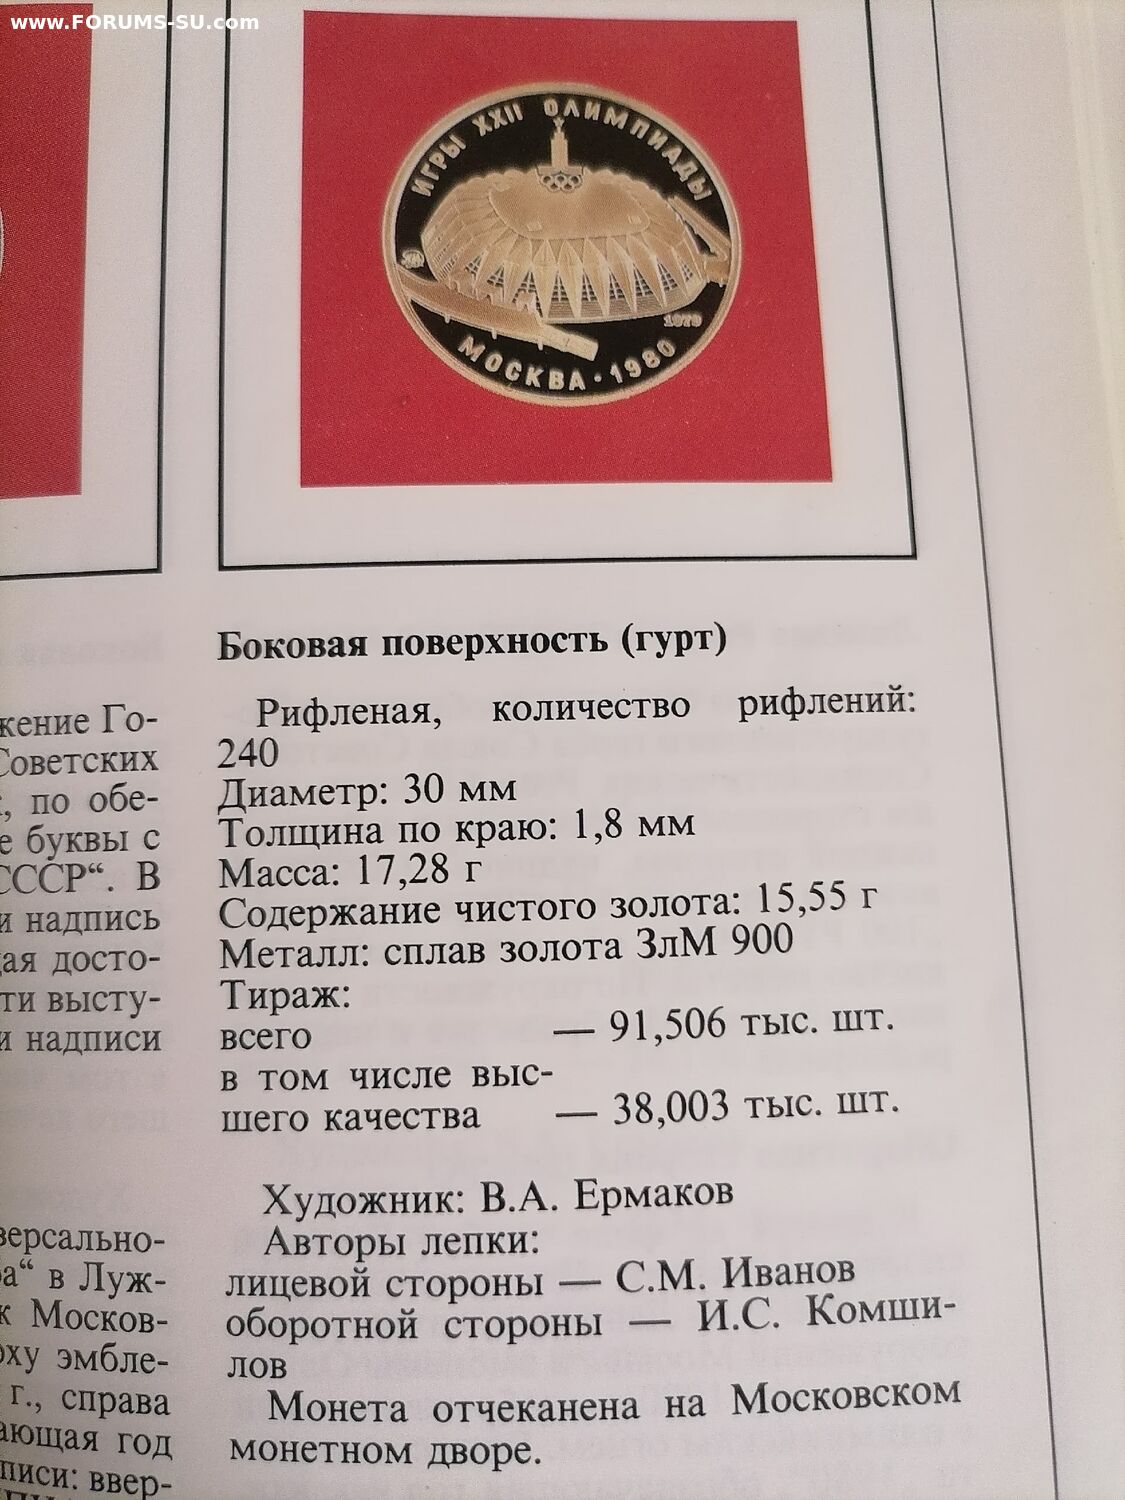 www.FORUMS-SU.com
ИГРЫ XXII ОЛИМПИАДЫ
1979
МОСКВА · 1980
жение Го-
Советских
, по обе-
е буквы с
СССР“. В
и надпись
ая досто-
ти высту-
и надписи
версально-
а“ в Луж-
к Москов-
рху эмбле-
г., справа
ающая год
писи: ввер-
Боковая поверхность (гурт)
Рифленая, количество рифлений:
240
Диаметр: 30 мм
Толщина по краю: 1,8 мм
Масса: 17,28 г
Содержание чистого золота: 15,55 г
Металл: сплав золота ЗлМ 900
Тираж:
всего — 91,506 тыс. шт.
в том числе выс-
шего качества — 38,003 тыс. шт.
Художник: В.А. Ермаков
Авторы лепки:
лицевой стороны — С.М. Иванов
оборотной стороны — И.С. Комши-
лов
Монета отчеканена на Московском
монетном дворе.